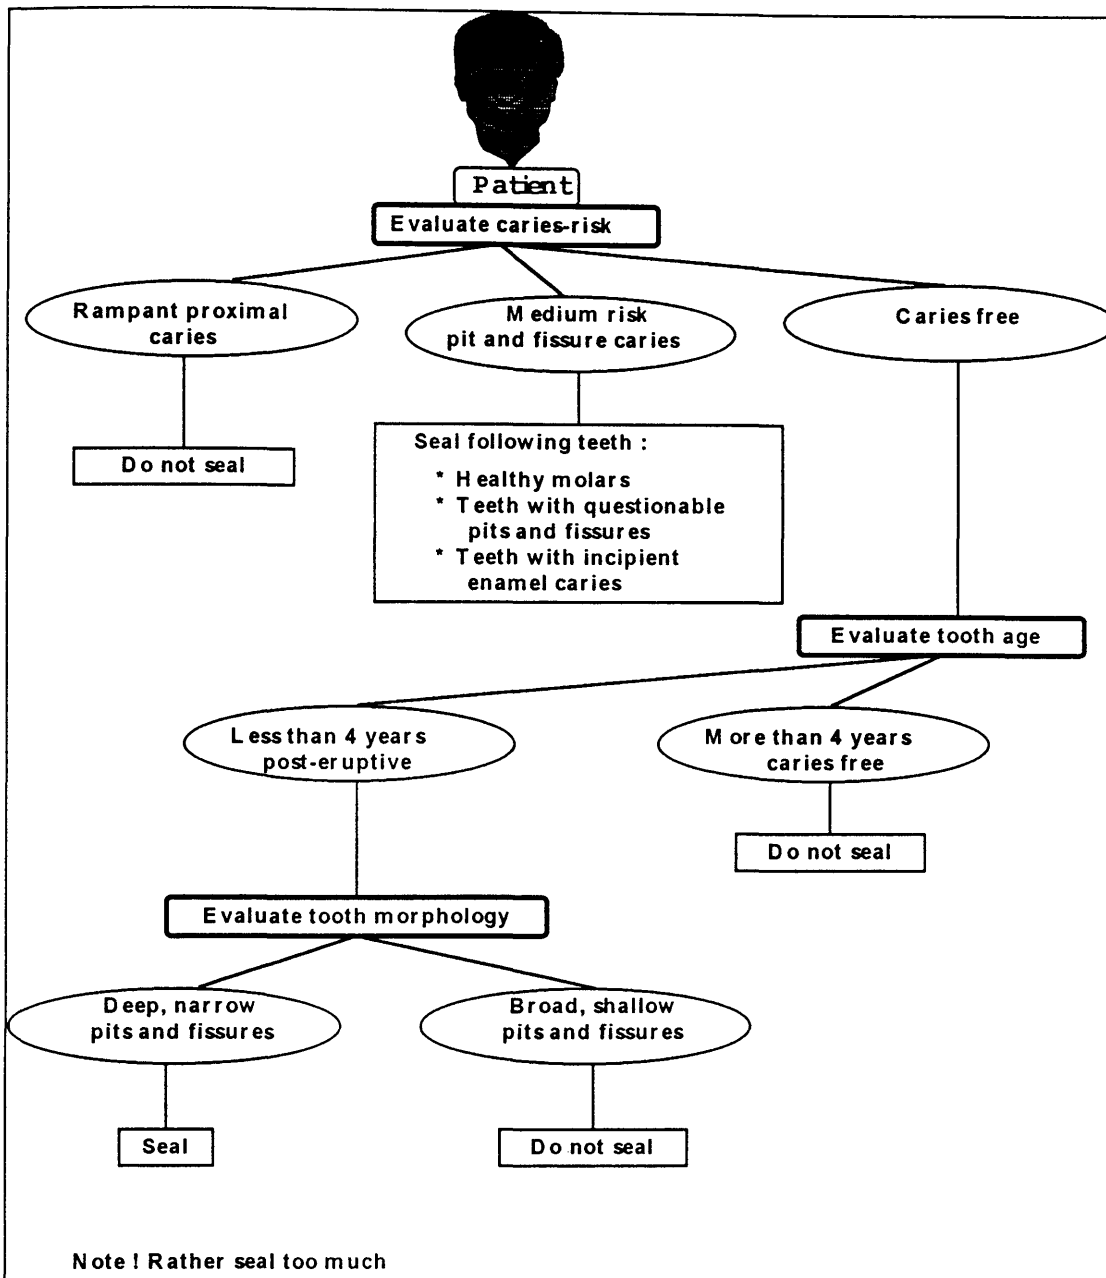 Patient
Evaluate caries-risk
Rampant proximal
caries
Medium risk
pit and fissure caries
Caries free
Do not seal
Seal following teeth :
* Healthy molars
* Teeth with questionable
pits and fissures
* Teeth with incipient
enamel caries
Evaluate tooth age
Less than 4 years
post-eruptive
More than 4 years
caries free
Do not seal
Evaluate tooth morphology
Deep, narrow
pits and fissures
Broad, shallow
pits and fissures
Seal
Do not seal
Note ! Rather seal too much